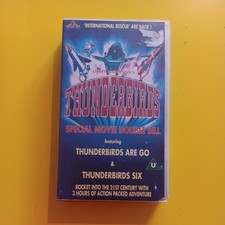 'INTERNATIONAL RESCUE' ARE BACK!
THUNDERBIRDS
SPECIAL MOVIE DOUBLE BILL
featuring
THUNDERBIRDS ARE GO
&
THUNDERBIRDS SIX
U
ROCKET INTO THE 21ST CENTURY WITH
3 HOURS OF ACTION PACKED ADVENTURE